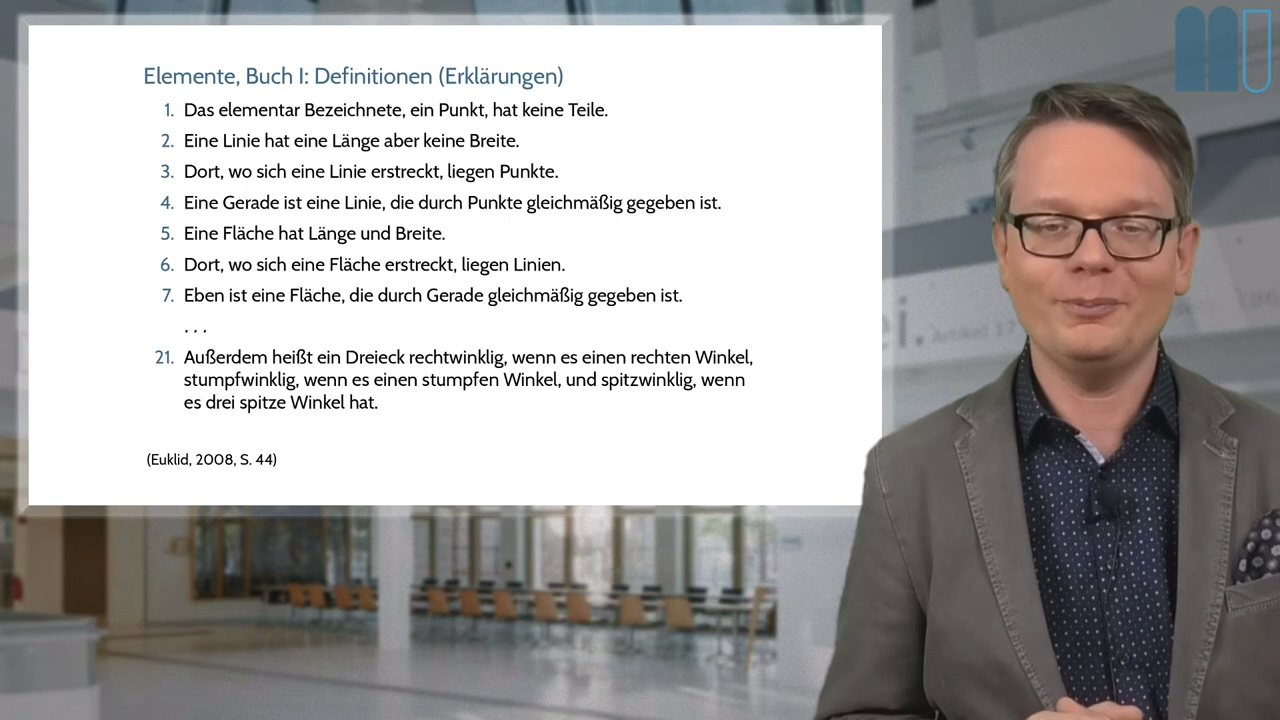 Elemente, Buch I: Definitionen (Erklärungen)
1. Das elementar Bezeichnete, ein Punkt, hat keine Teile.
2. Eine Linie hat eine Länge aber keine Breite.
3. Dort, wo sich eine Linie erstreckt, liegen Punkte.
4. Eine Gerade ist eine Linie, die durch Punkte gleichmäßig gegeben ist.
5. Eine Fläche hat Länge und Breite.
6. Dort, wo sich eine Fläche erstreckt, liegen Linien.
7. Eben ist eine Fläche, die durch Gerade gleichmäßig gegeben ist.
. . .
21. Außerdem heißt ein Dreieck rechtwinklig, wenn es einen rechten Winkel,
stumpfwinklig, wenn es einen stumpfen Winkel, und spitzwinklig, wenn
es drei spitze Winkel hat.
(Euklid, 2008, S. 44)
ei.
Artikel 17